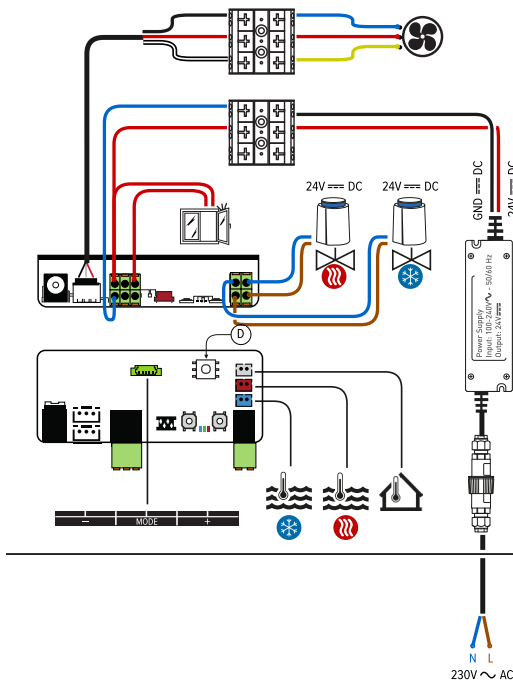 24V ⎓ DC
24V ⎓ DC
GND ⎓ DC
24V ⎓ DC
Power Supply
Input: 100-240V∿ - 50/60 Hz
Output: 24V⎓
D
− MODE +
N L
230V ∿ AC